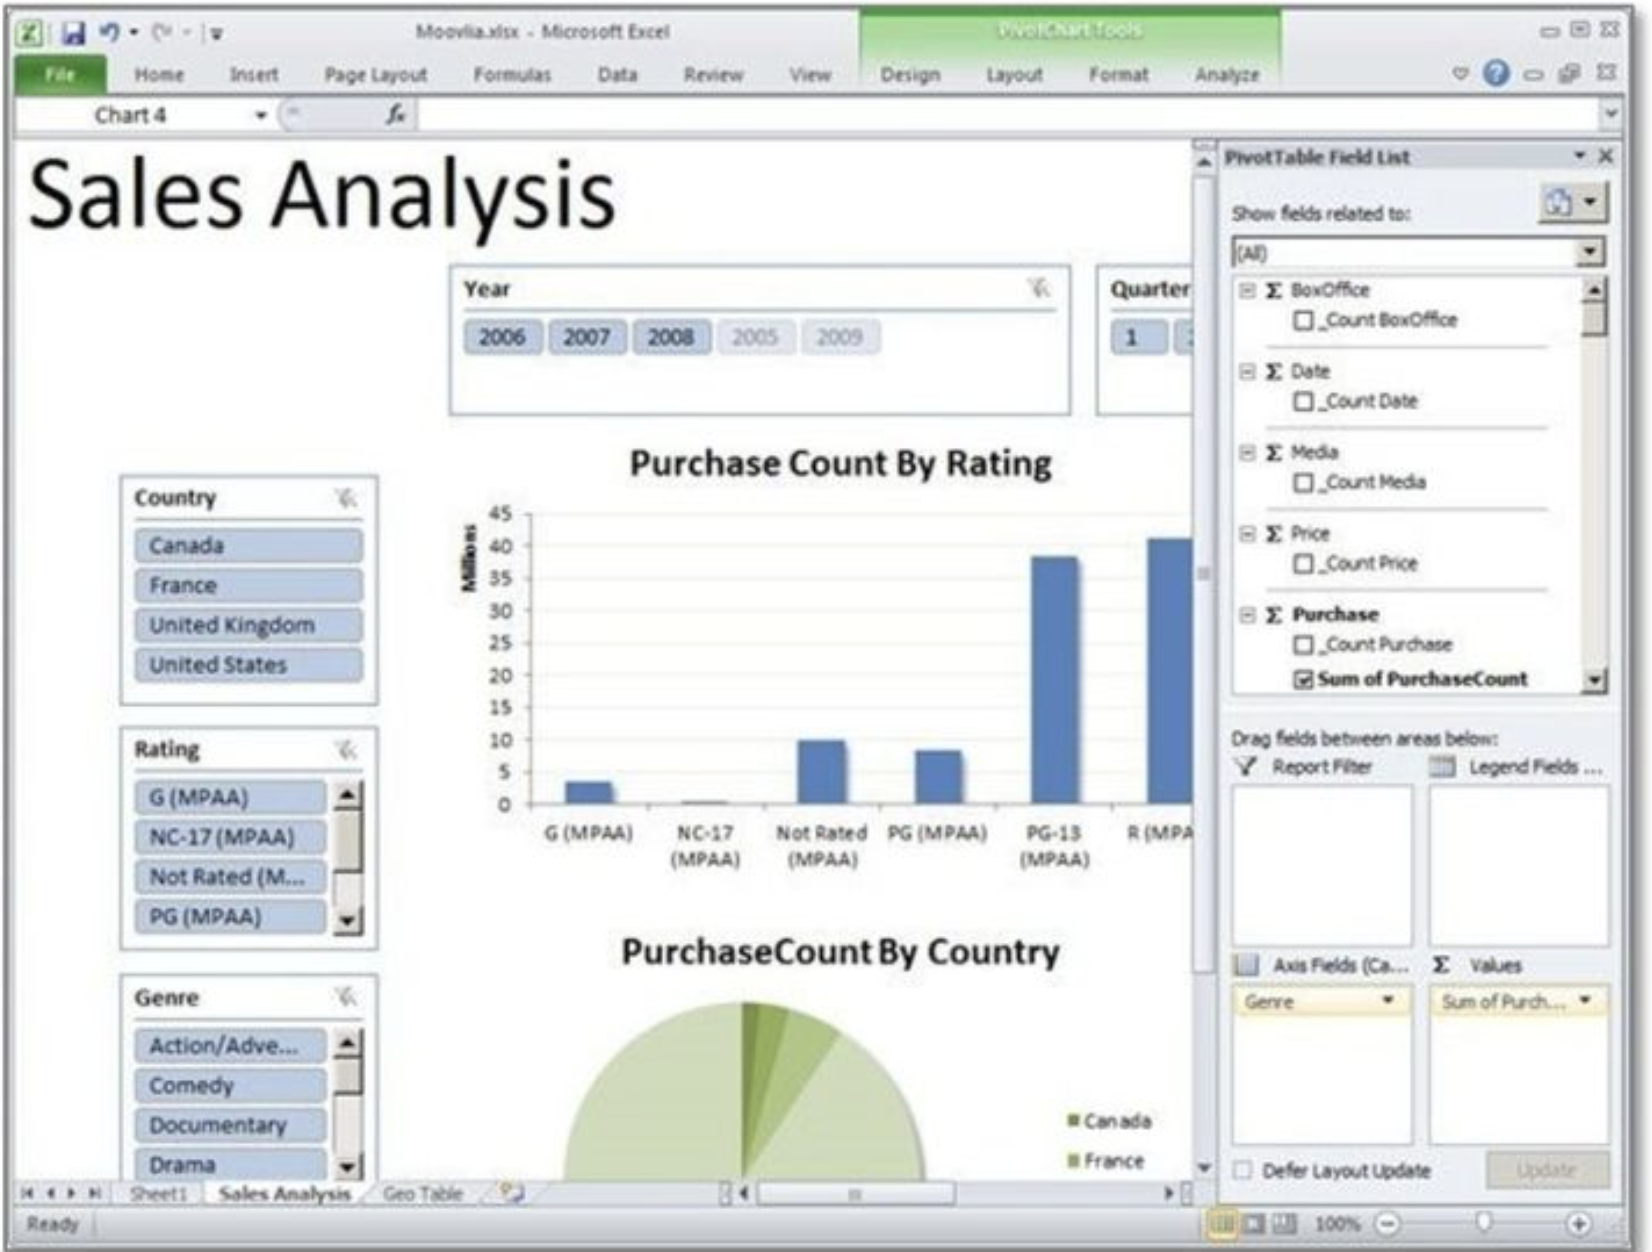 Moovlia.xlsx - Microsoft Excel
PivotChart Tools
File Home Insert Page Layout Formulas Data Review View Design Layout Format Analyze
Chart 4 fx
Sales Analysis
Year
2006 2007 2008 2005 2009
Quarter
1
Country
Canada
France
United Kingdom
United States
Rating
G (MPAA)
NC-17 (MPAA)
Not Rated (M...
PG (MPAA)
Genre
Action/Adve...
Comedy
Documentary
Drama
Purchase Count By Rating
Millions
45
40
35
30
25
20
15
10
5
0
G (MPAA) NC-17 Not Rated PG (MPAA) PG-13 R (MPA
(MPAA) (MPAA) (MPAA)
PurchaseCount By Country
Canada
France
PivotTable Field List
Show fields related to:
(All)
Σ BoxOffice
_Count BoxOffice
Σ Date
_Count Date
Σ Media
_Count Media
Σ Price
_Count Price
Σ Purchase
_Count Purchase
Sum of PurchaseCount
Drag fields between areas below:
Report Filter Legend Fields ...
Axis Fields (Ca... Σ Values
Genre Sum of Purch...
Defer Layout Update Update
Sheet1 Sales Analysis Geo Table
Ready 100%